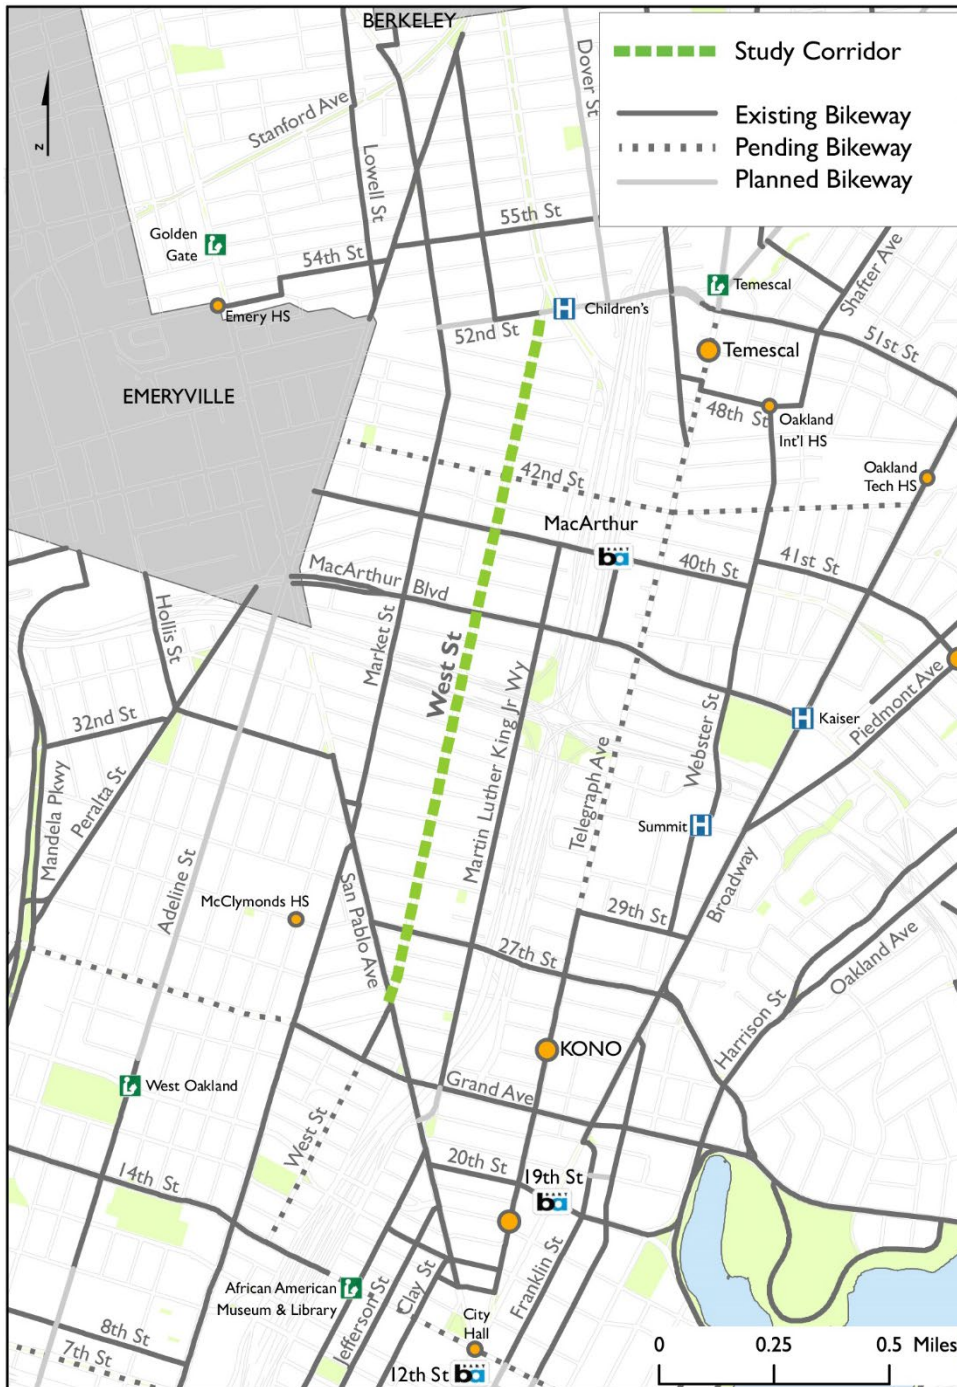 BERKELEY
Study Corridor
Existing Bikeway
Pending Bikeway
Planned Bikeway
Dover St
Stanford Ave
Lowell St
z
Golden
Gate
54th St
55th St
Emery HS
52nd St
H
Children's
Temescal
Shafter Ave
Temescal
51st St
EMERYVILLE
48th St
Oakland
Int'l HS
42nd St
Oakland
Tech HS
MacArthur
BART
ba
40th St
41st St
MacArthur Blvd
Hollis St
Market St
West St
Martin Luther King Jr Wy
Telegraph Ave
Webster St
H
Kaiser
Piedmont Ave
32nd St
Mandela Pkwy
Peralta St
Adeline St
Summit
H
Broadway
McClymonds HS
San Pablo Ave
29th St
27th St
Oakland Ave
Harrison St
KONO
West Oakland
Grand Ave
West St
20th St
19th St
BART
ba
14th St
African American
Museum & Library
Jefferson St
Clay St
Franklin St
City
Hall
8th St
7th St
12th St
BART
ba
0
0.25
0.5
Miles